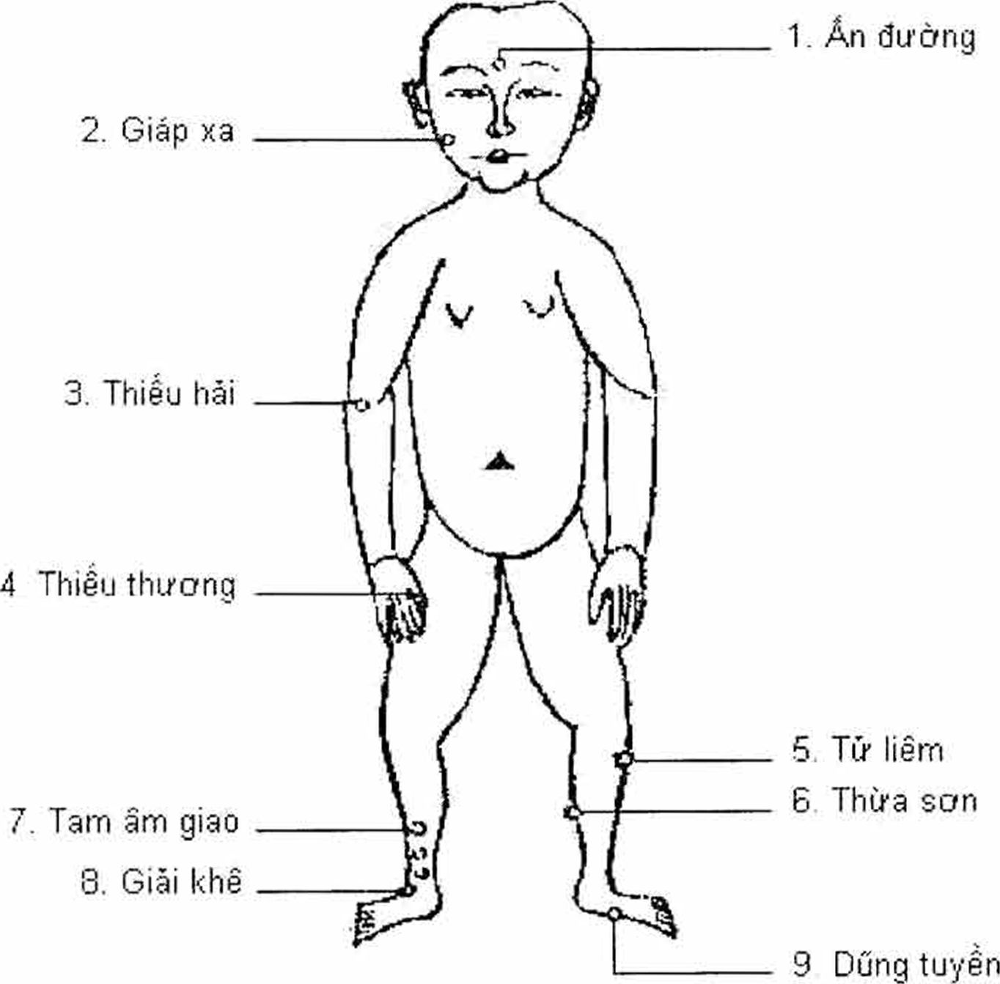 1. Ấn đường
2. Giáp xa
3. Thiếu hải
4 Thiếu thương
5. Tử liêm
6. Thừa sơn
7. Tam âm giao
8. Giải khê
9. Dũng tuyền